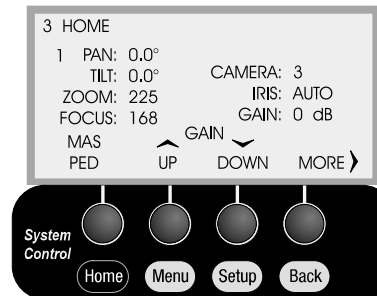 3 HOME
1 PAN: 0.0°
TILT: 0.0° CAMERA: 3
ZOOM: 225 IRIS: AUTO
FOCUS: 168 GAIN: 0 dB
MAS GAIN
PED UP DOWN MORE
System
Control
Home Menu Setup Back